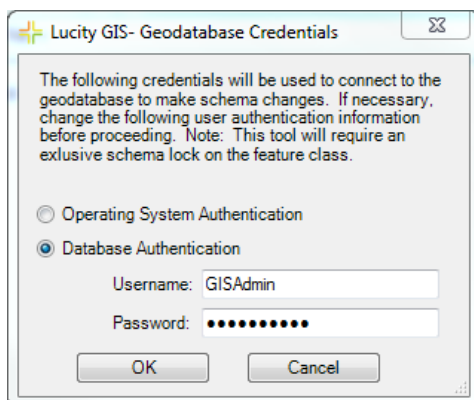 Lucity GIS- Geodatabase Credentials
The following credentials will be used to connect to the
geodatabase to make schema changes. If necessary,
change the following user authentication information
before proceeding. Note: This tool will require an
exlusive schema lock on the feature class.
Operating System Authentication
Database Authentication
Username: GISAdmin
Password: ●●●●●●●●●●
OK Cancel